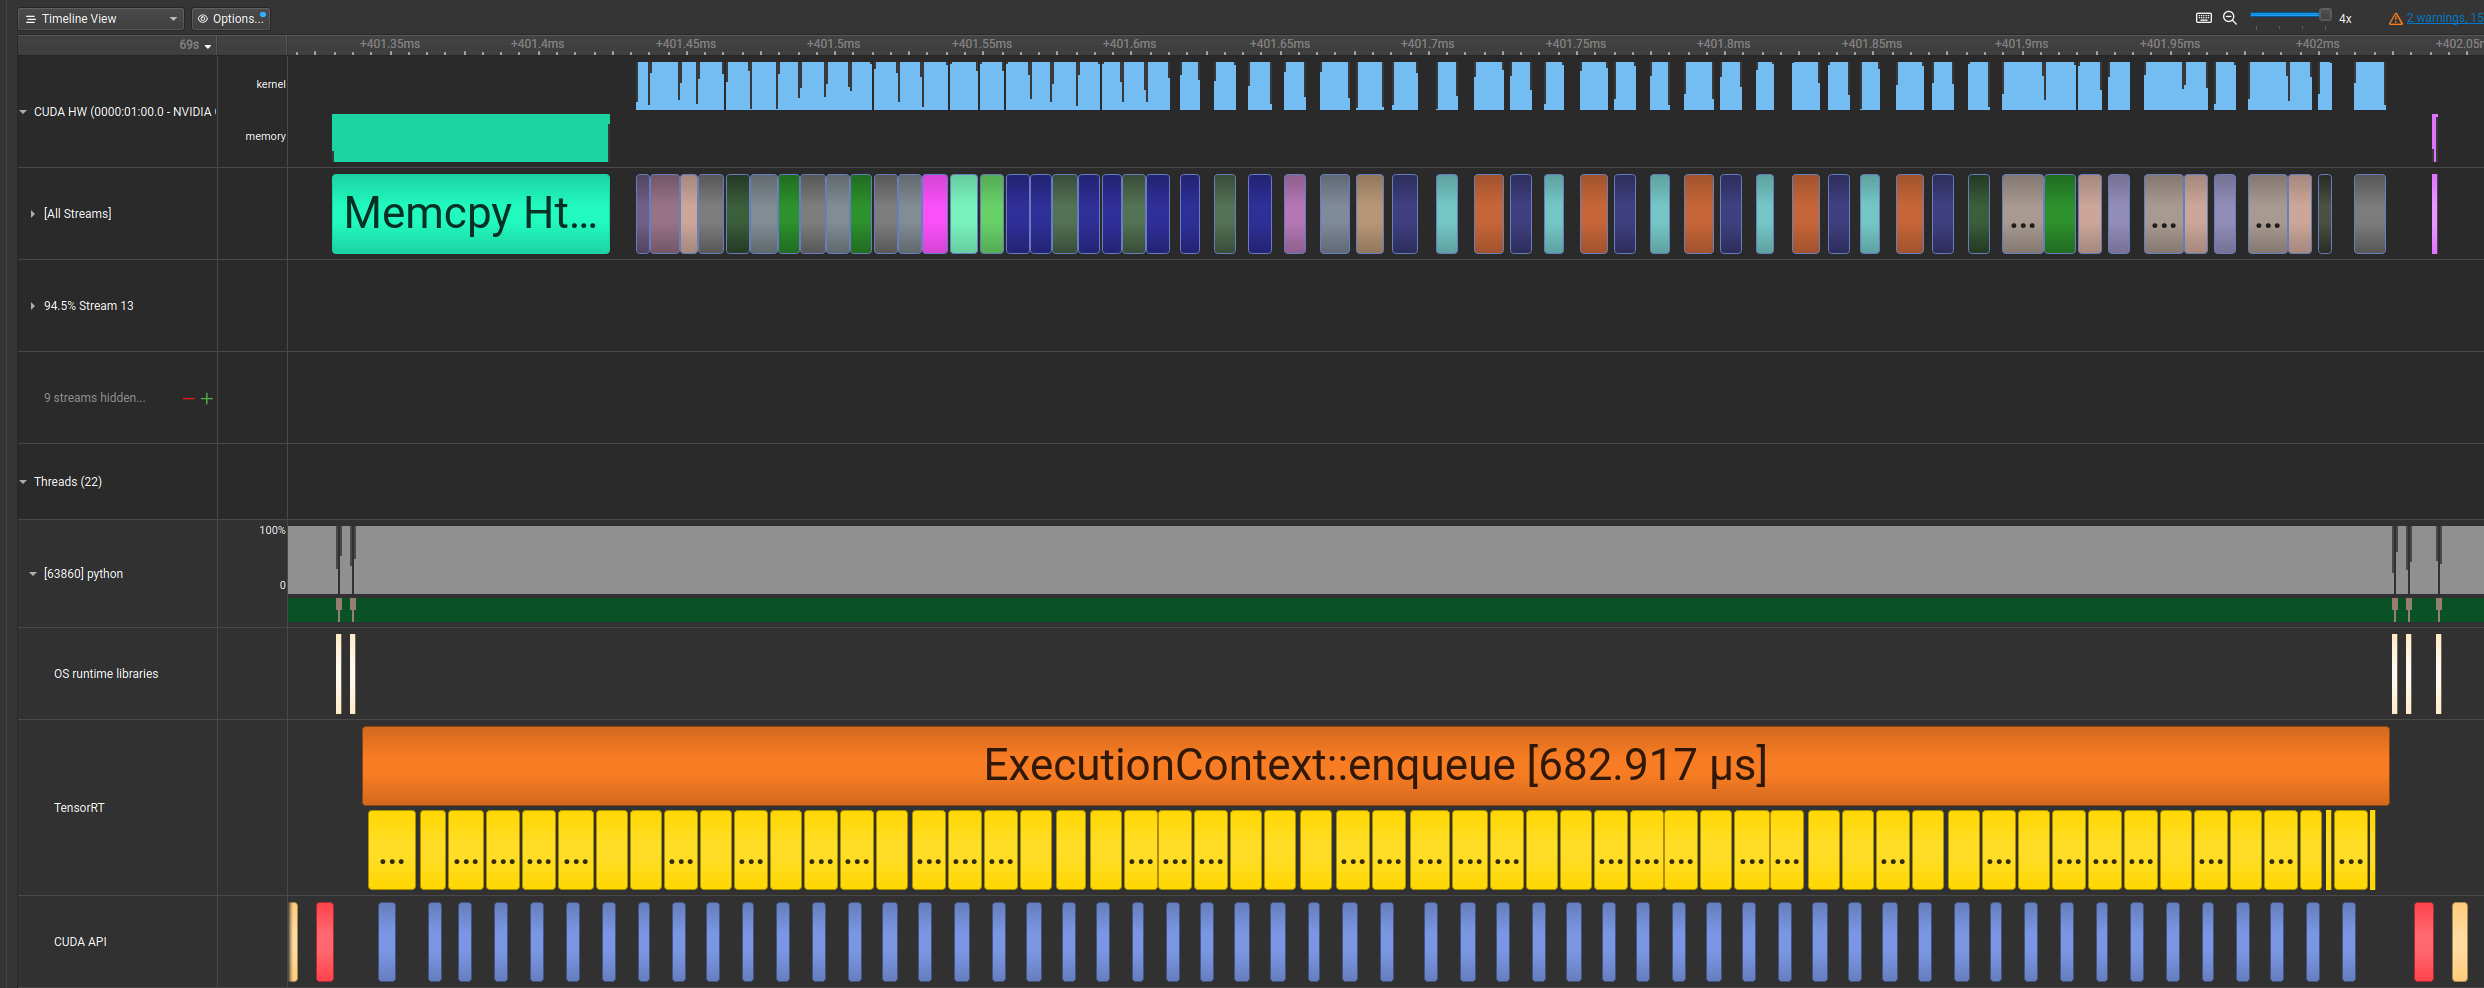 Timeline View
Options...
4x
2 warnings, 15
69s
+401.35ms +401.4ms +401.45ms +401.5ms +401.55ms +401.6ms +401.65ms +401.7ms +401.75ms +401.8ms +401.85ms +401.9ms +401.95ms +402ms +402.05m
kernel
CUDA HW (0000:01:00.0 - NVIDIA
memory
[All Streams]
Memcpy Ht...
94.5% Stream 13
9 streams hidden...
Threads (22)
100%
[63860] python
0
OS runtime libraries
ExecutionContext::enqueue [682.917 μs]
TensorRT
CUDA API